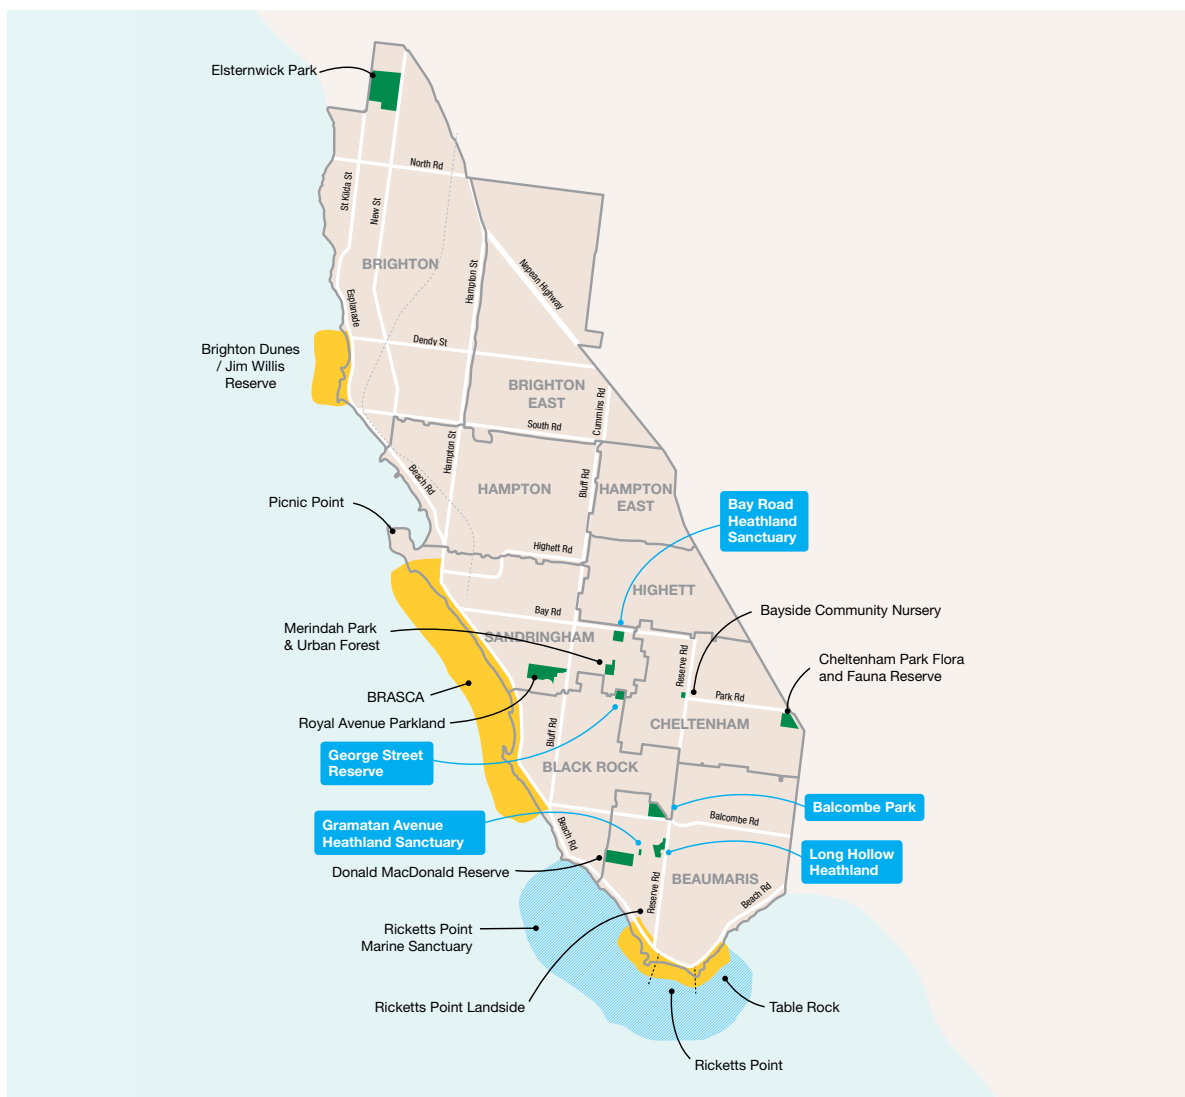 Elsternwick Park
North Rd
St Kilda St
New St
BRIGHTON
Hampton St
Nepean Highway
Esplanade
Dendy St
Brighton Dunes
/ Jim Willis
Reserve
BRIGHTON
EAST
Cummins Rd
South Rd
Hampton St
Beach Rd
Bluff Rd
HAMPTON
HAMPTON
EAST
Picnic Point
Bay Road
Heathland
Sanctuary
Highett Rd
HIGHETT
Bay Rd
Bayside Community Nursery
Merindah Park
& Urban Forest
SANDRINGHAM
Reserve Rd
Cheltenham Park Flora
and Fauna Reserve
BRASCA
Park Rd
Royal Avenue Parkland
CHELTENHAM
Bluff Rd
George Street
Reserve
BLACK ROCK
Balcombe Park
Balcombe Rd
Gramatan Avenue
Heathland Sanctuary
Beach Rd
Long Hollow
Heathland
Donald MacDonald Reserve
BEAUMARIS
Reserve Rd
Beach Rd
Ricketts Point
Marine Sanctuary
Ricketts Point Landside
Table Rock
Ricketts Point